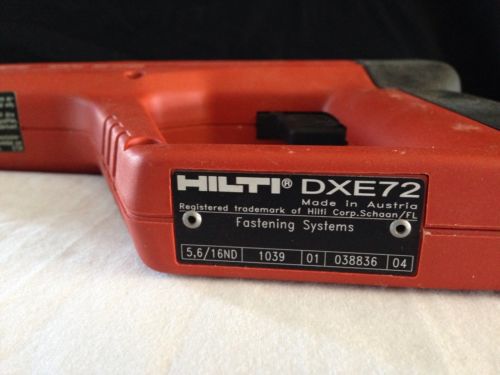 HILTI® DXE72
Made in Austria
Registered trademark of Hilti Corp.Schaan/FL
Fastening Systems
5,6/16ND 1039 01 038836 04